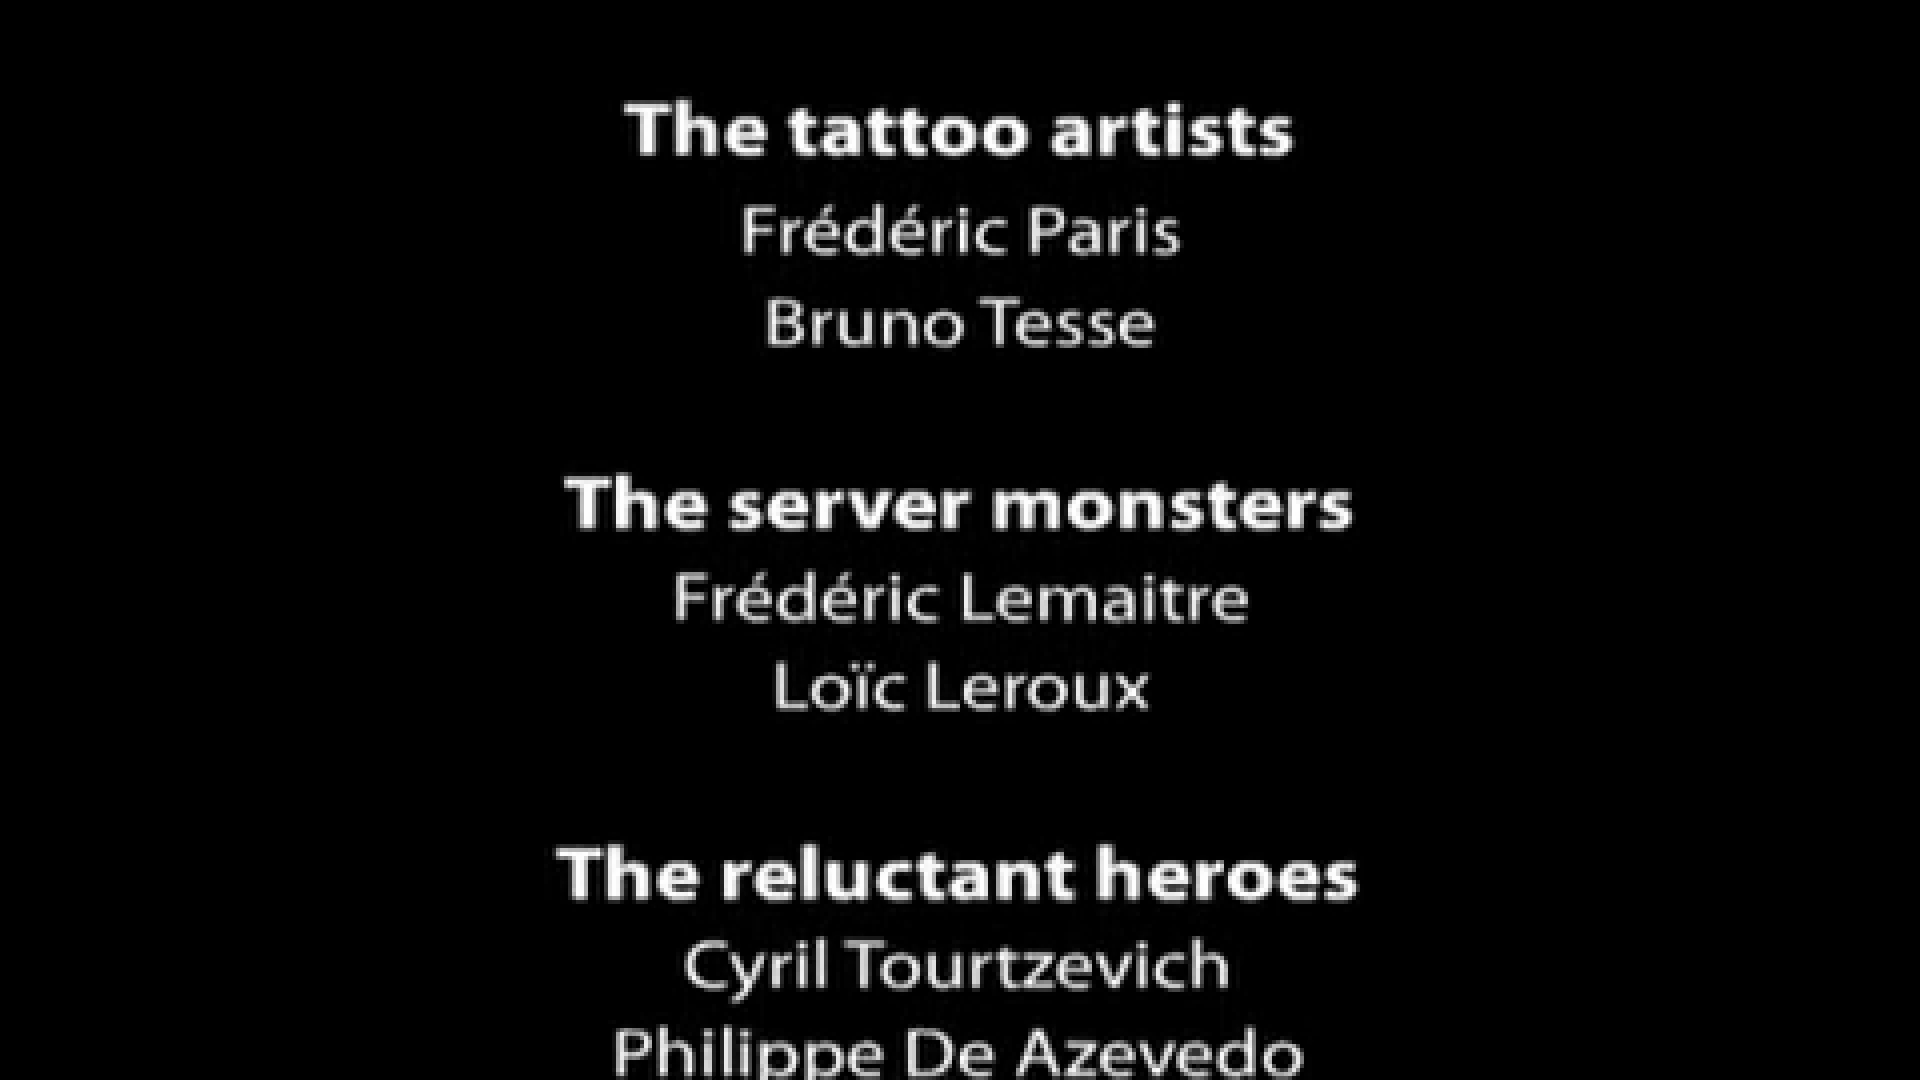 The tattoo artists
Frédéric Paris
Bruno Tesse
The server monsters
Frédéric Lemaitre
Loïc Leroux
The reluctant heroes
Cyril Tourtzevich
Philippe De Azevedo